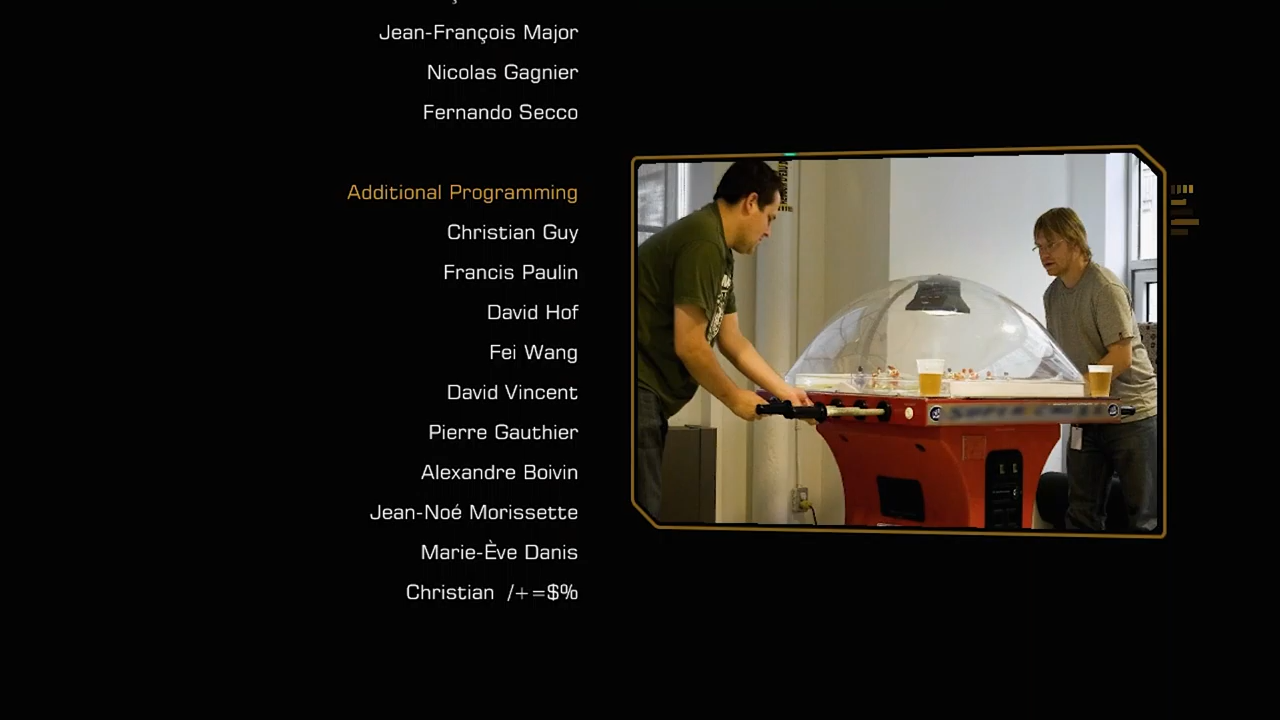 Jean-François Major
Nicolas Gagnier
Fernando Secco
Additional Programming
Christian Guy
Francis Paulin
David Hof
Fei Wang
David Vincent
Pierre Gauthier
Alexandre Boivin
Jean-Noé Morissette
Marie-Ève Danis
Christian /+=$%